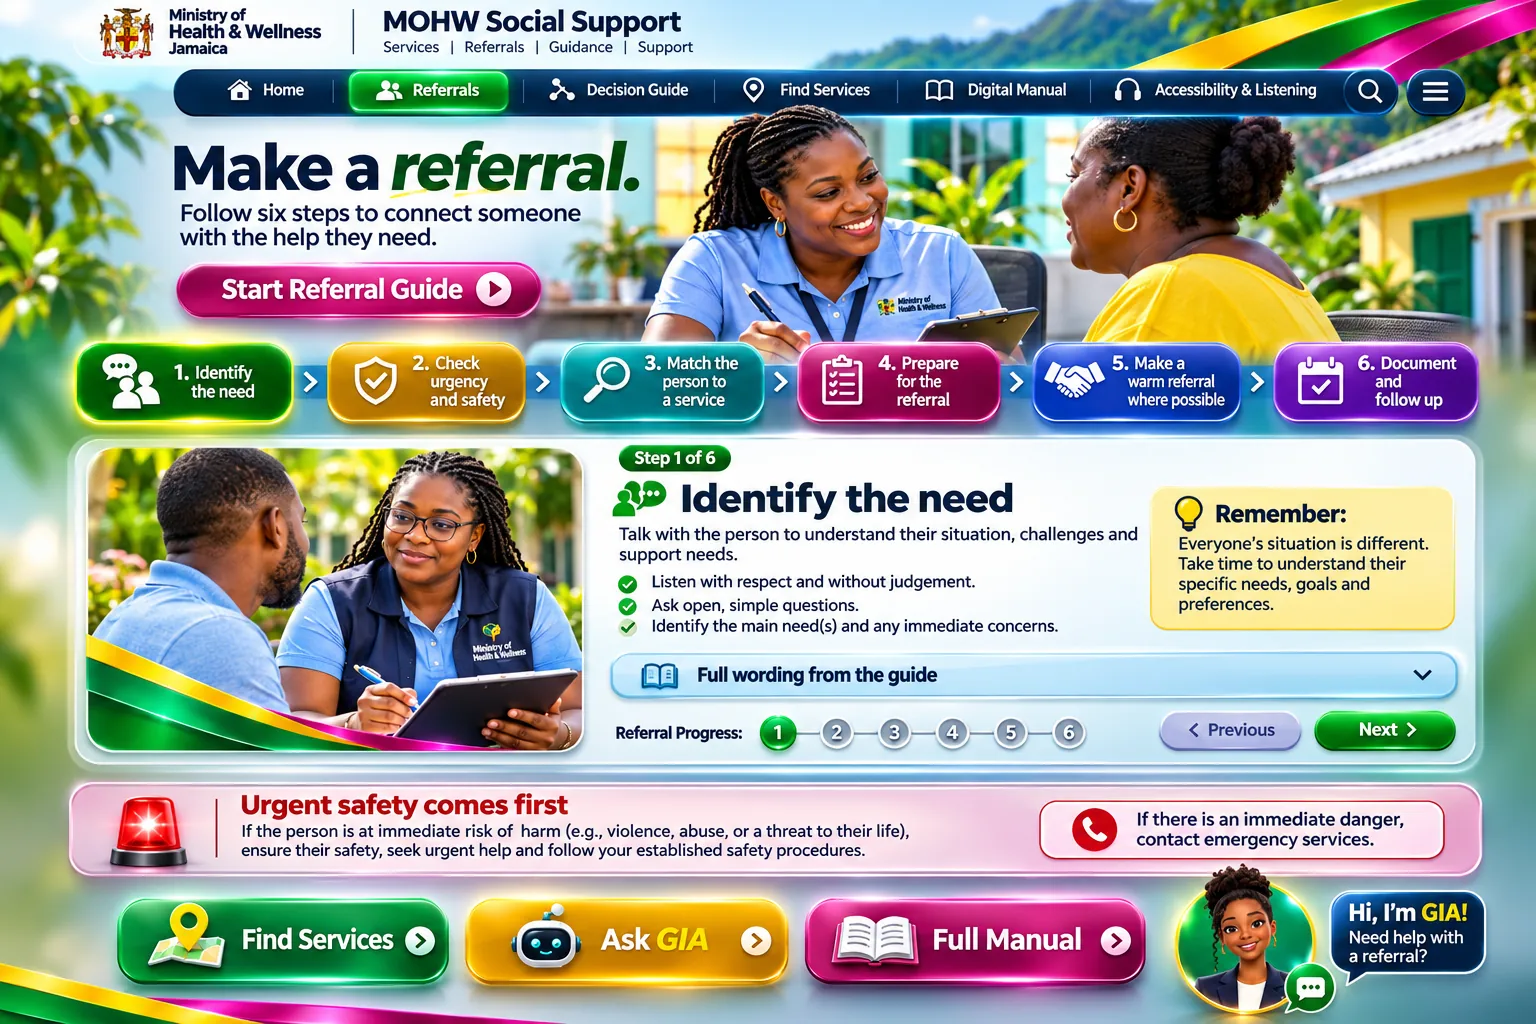 Ministry of
Health & Wellness
Jamaica
MOHW Social Support
Services | Referrals | Guidance | Support
Home
Referrals
Decision Guide
Find Services
Digital Manual
Accessibility & Listening
Make a referral.
Follow six steps to connect someone
with the help they need.
Start Referral Guide
Ministry of
Health & Wellness
1. Identify
the need
2. Check
urgency
and safety
3. Match the
person to
a service
4. Prepare
for the
referral
5. Make a
warm referral
where possible
6. Document
and
follow up
Ministry of
Health & Wellness
Step 1 of 6
Identify the need
Talk with the person to understand their situation, challenges and
support needs.
Listen with respect and without judgement.
Ask open, simple questions.
Identify the main need(s) and any immediate concerns.
Remember:
Everyone's situation is different.
Take time to understand their
specific needs, goals and
preferences.
Full wording from the guide
Referral Progress:
1 2 3 4 5 6
Previous
Next
Urgent safety comes first
If the person is at immediate risk of harm (e.g., violence, abuse, or a threat to their life),
ensure their safety, seek urgent help and follow your established safety procedures.
If there is an immediate danger,
contact emergency services.
Find Services
Ask GIA
Full Manual
Hi, I'm GIA!
Need help with
a referral?